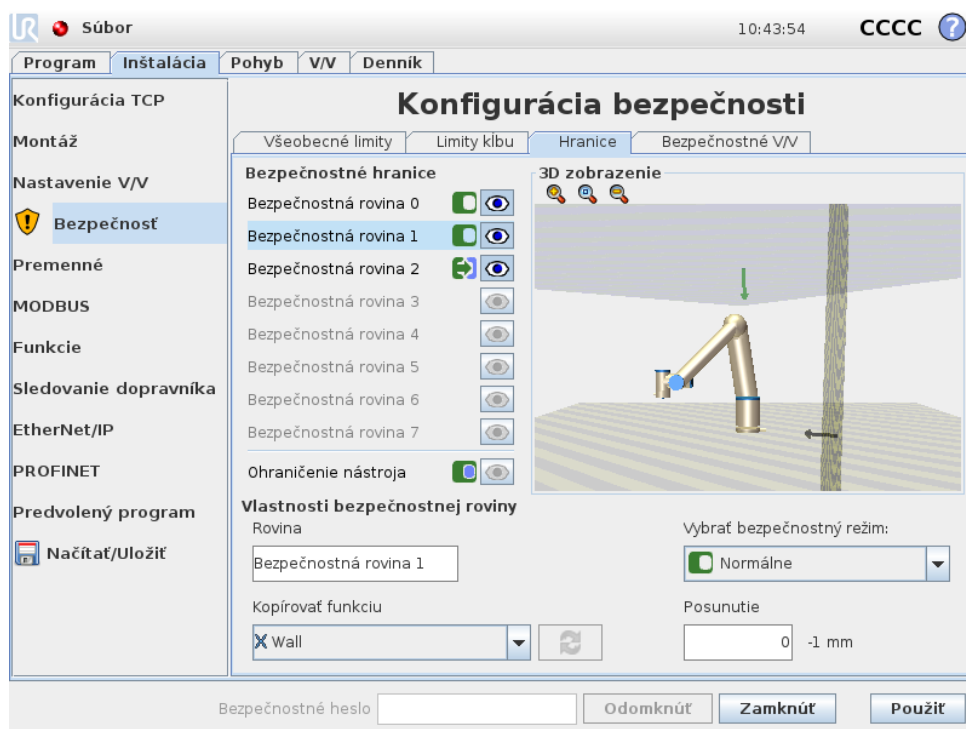 UR Súbor 10:43:54 CCCC ?
Program Inštalácia Pohyb V/V Denník
Konfigurácia TCP
Montáž
Nastavenie V/V
Bezpečnosť
Premenné
MODBUS
Funkcie
Sledovanie dopravníka
EtherNet/IP
PROFINET
Predvolený program
Načítať/Uložiť
Konfigurácia bezpečnosti
Všeobecné limity Limity kĺbu Hranice Bezpečnostné V/V
Bezpečnostné hranice
Bezpečnostná rovina 0
Bezpečnostná rovina 1
Bezpečnostná rovina 2
Bezpečnostná rovina 3
Bezpečnostná rovina 4
Bezpečnostná rovina 5
Bezpečnostná rovina 6
Bezpečnostná rovina 7
Ohraničenie nástroja
3D zobrazenie
Vlastnosti bezpečnostnej roviny
Rovina
Bezpečnostná rovina 1
Vybrať bezpečnostný režim:
Normálne
Kopírovať funkciu
Wall
Posunutie
0 -1 mm
Bezpečnostné heslo Odomknúť Zamknúť Použiť